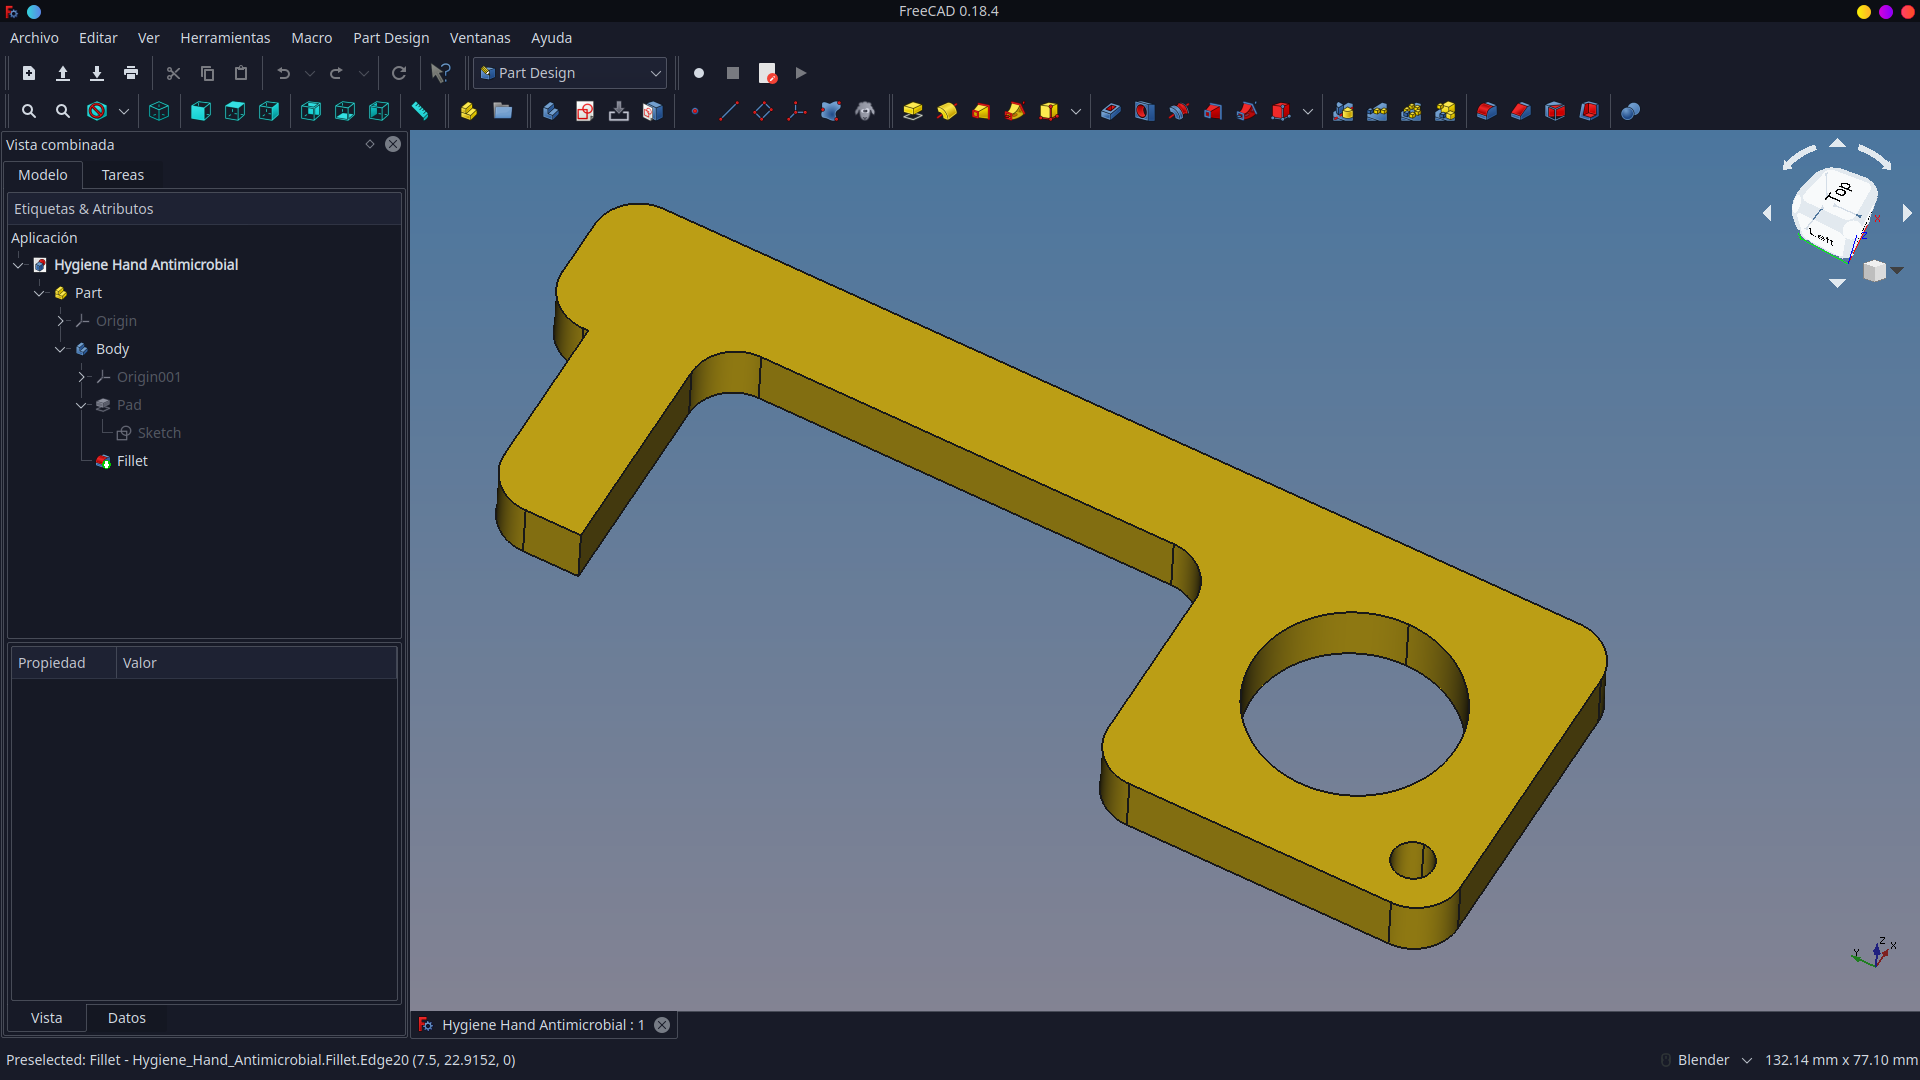 FreeCAD 0.18.4
Archivo Editar Ver Herramientas Macro Part Design Ventanas Ayuda
Part Design
Vista combinada
Modelo Tareas
Etiquetas & Atributos
Aplicación
Hygiene Hand Antimicrobial
Part
Origin
Body
Origin001
Pad
Sketch
Fillet
Top
Left
X
Z
Propiedad Valor
Z
X
Y
Vista Datos
Hygiene Hand Antimicrobial : 1
Preselected: Fillet - Hygiene_Hand_Antimicrobial.Fillet.Edge20 (7.5, 22.9152, 0)
Blender 132.14 mm x 77.10 mm